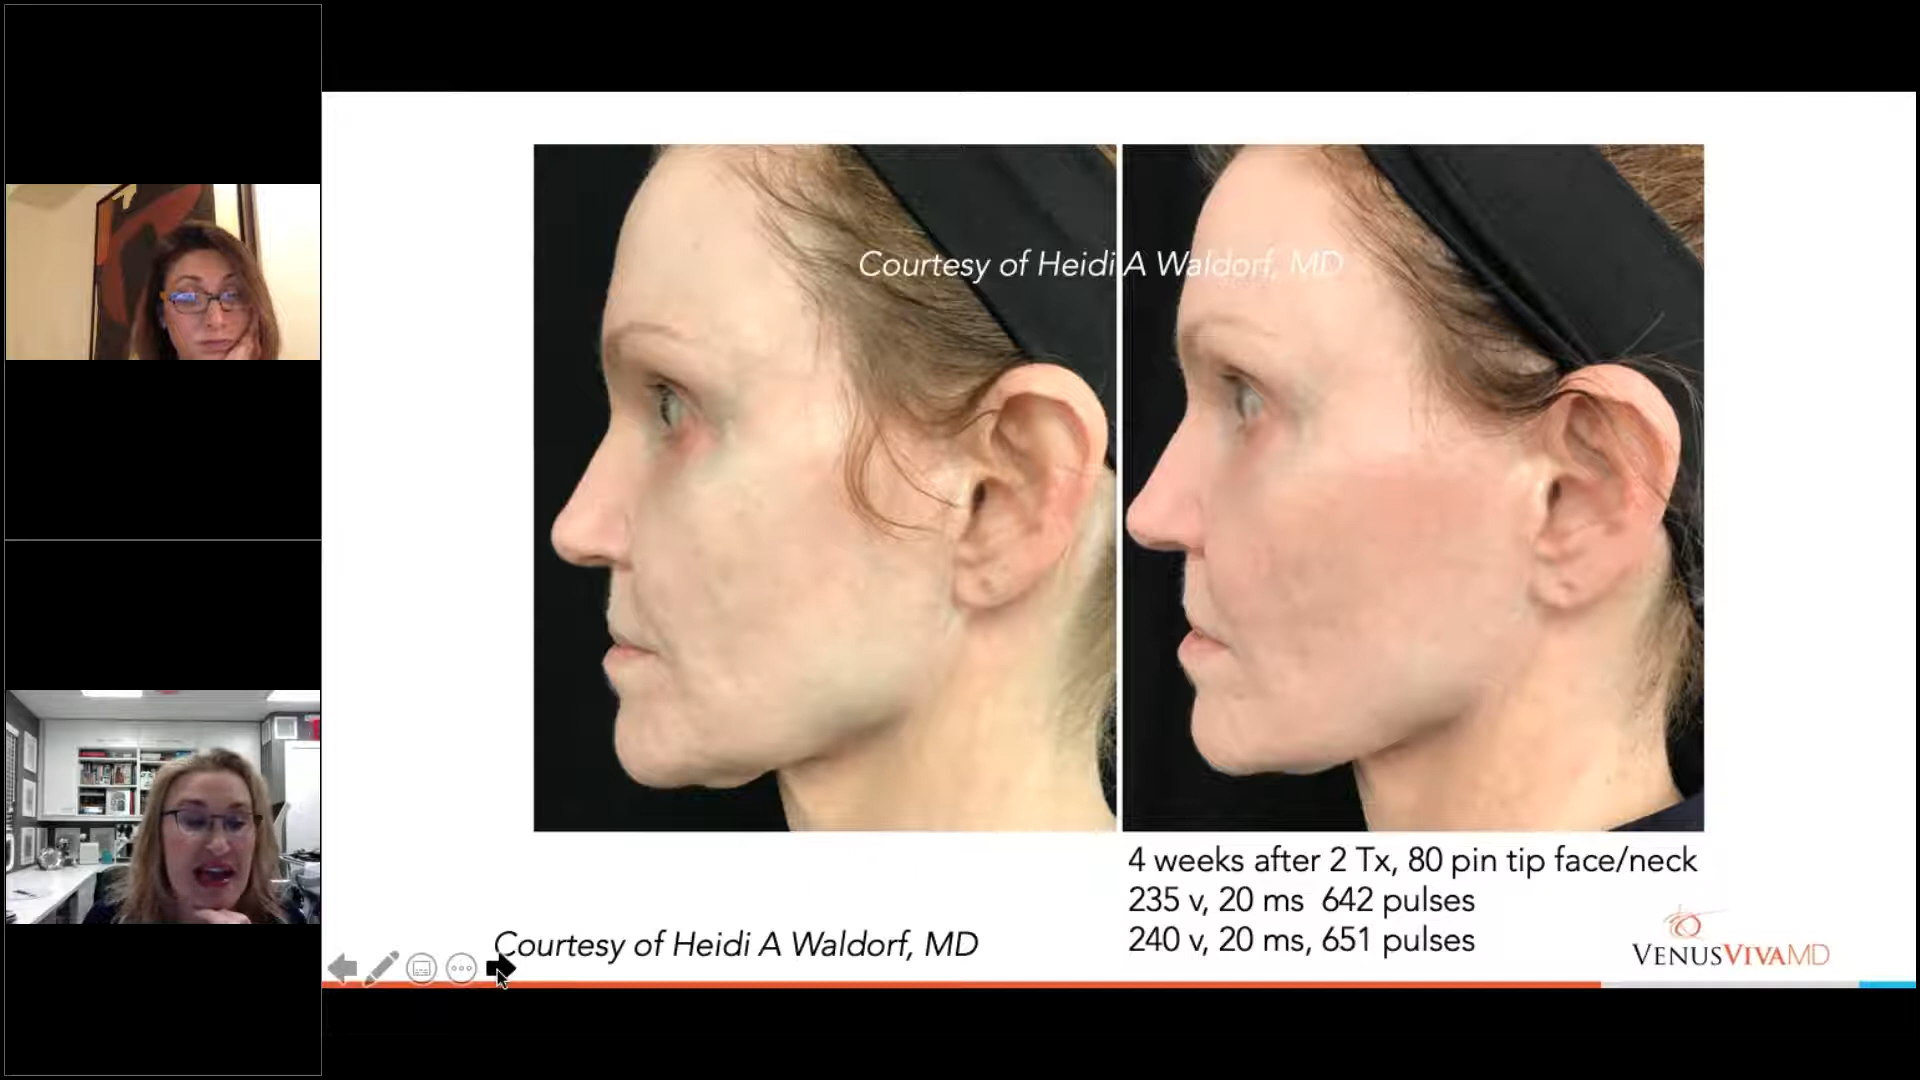 Courtesy of Heidi A Waldorf, MD
4 weeks after 2 Tx, 80 pin tip face/neck
235 v, 20 ms 642 pulses
240 v, 20 ms, 651 pulses
Courtesy of Heidi A Waldorf, MD
VENUSVIVAMD